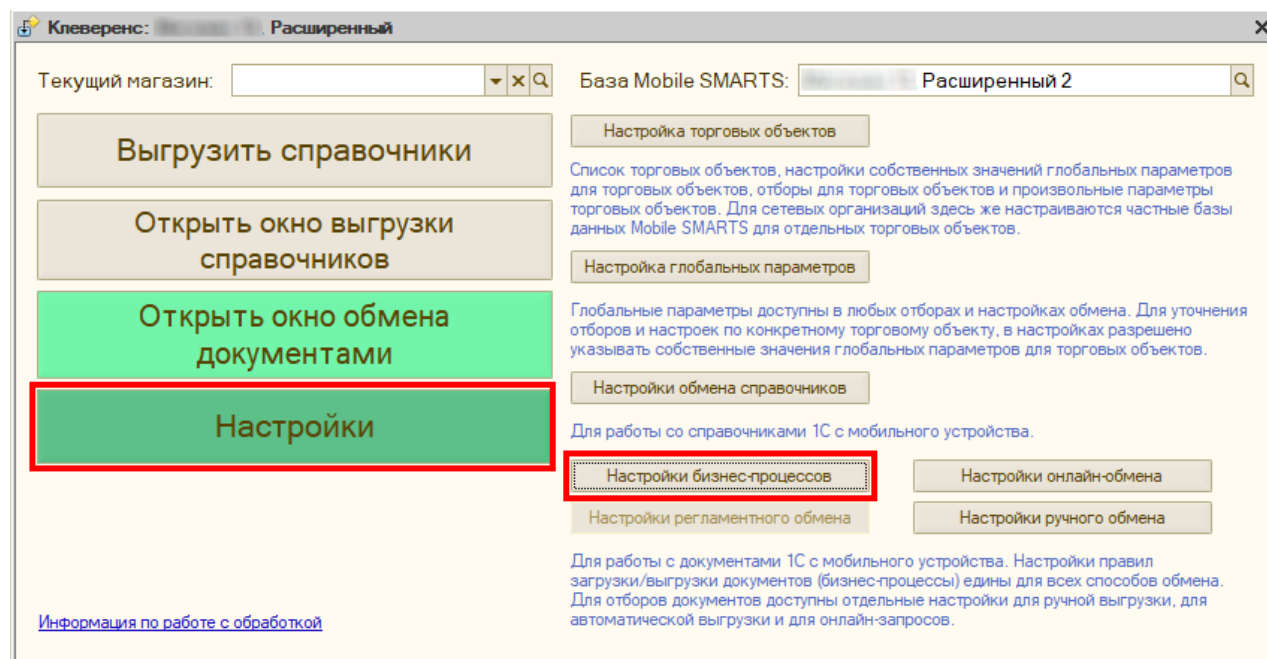 Клеверенс: . Расширенный
Текущий магазин:
База Mobile SMARTS: Расширенный 2
Выгрузить справочники
Открыть окно выгрузки
справочников
Открыть окно обмена
документами
Настройки
Информация по работе с обработкой
Настройка торговых объектов
Список торговых объектов, настройки собственных значений глобальных параметров
для торговых объектов, отборы для торговых объектов и произвольные параметры
торговых объектов. Для сетевых организаций здесь же настраиваются частные базы
данных Mobile SMARTS для отдельных торговых объектов.
Настройка глобальных параметров
Глобальные параметры доступны в любых отборах и настройках обмена. Для уточнения
отборов и настроек по конкретному торговому объекту, в настройках разрешено
указывать собственные значения глобальных параметров для торговых объектов.
Настройки обмена справочников
Для работы со справочниками 1С с мобильного устройства.
Настройки бизнес-процессов
Настройки онлайн-обмена
Настройки регламентного обмена
Настройки ручного обмена
Для работы с документами 1С с мобильного устройства. Настройки правил
загрузки/выгрузки документов (бизнес-процессы) едины для всех способов обмена.
Для отборов документов доступны отдельные настройки для ручной выгрузки, для
автоматической выгрузки и для онлайн-запросов.